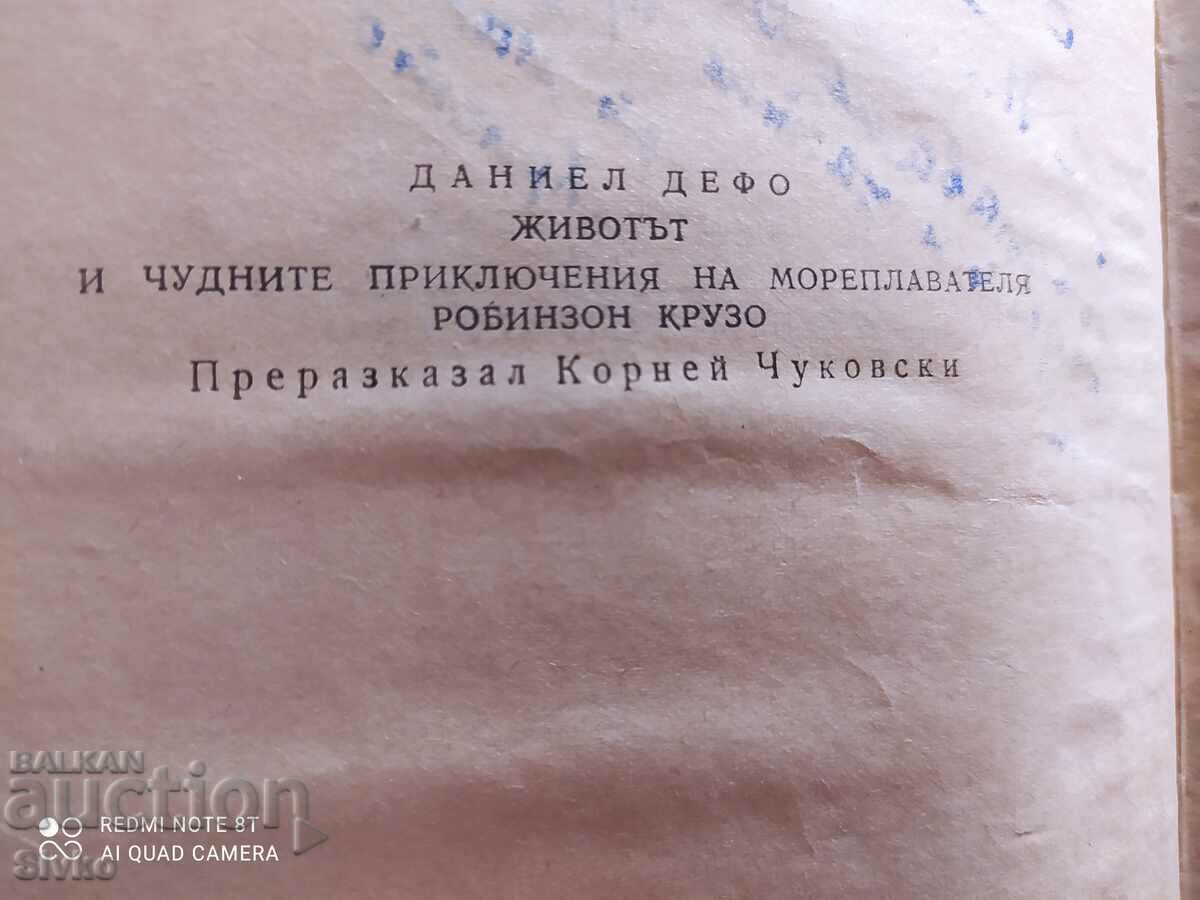 ДАНИЕЛ ДЕФО
ЖИВОТЪТ
И ЧУДНИТЕ ПРИКЛЮЧЕНИЯ НА МОРЕПЛАВАТЕЛЯ
РОБИНЗОН КРУЗО
Преразказал Корней Чуковски
BALKAN
auction
REDMI NOTE 8T
AI QUAD CAMERA
Sivko